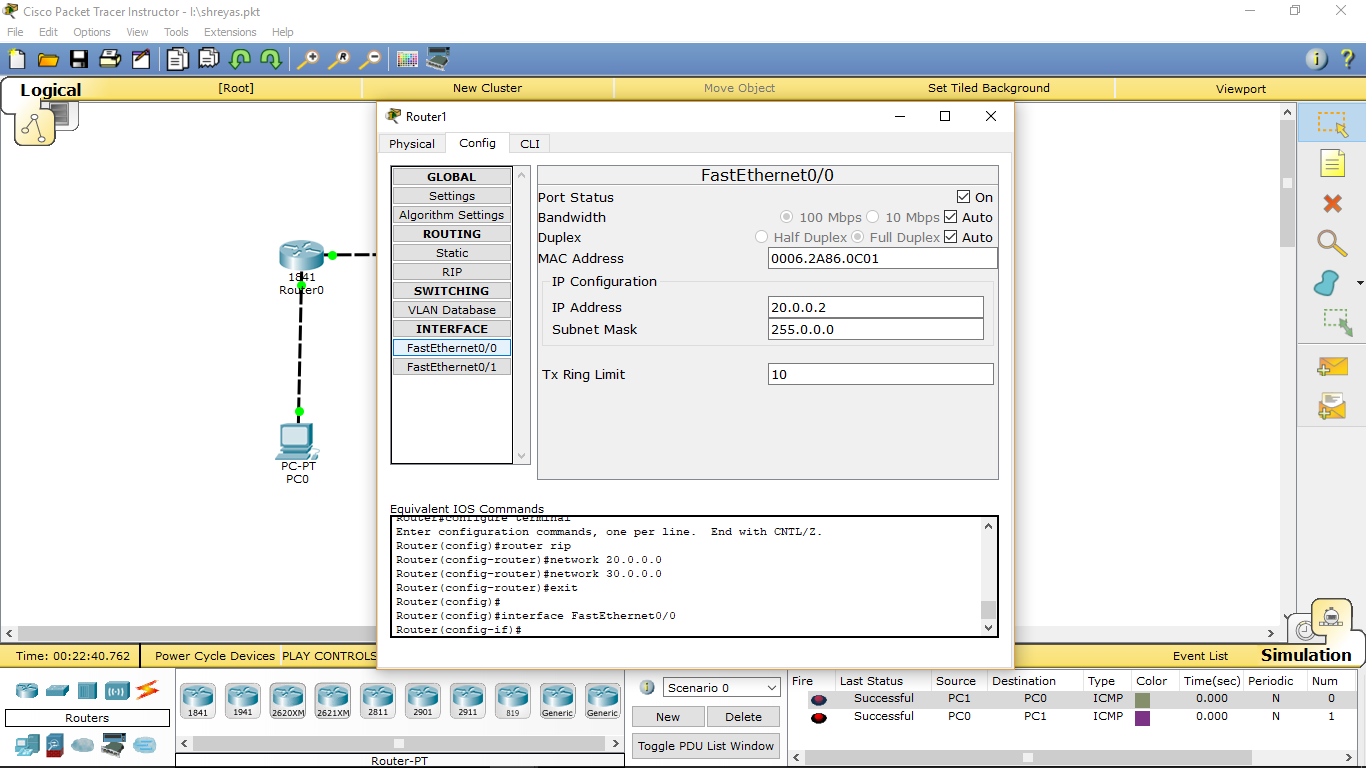 Cisco Packet Tracer Instructor - I:\shreyas.pkt
File Edit Options View Tools Extensions Help
Logical [Root] New Cluster Move Object Set Tiled Background Viewport
Router1
Physical Config CLI
GLOBAL
Settings
Algorithm Settings
ROUTING
Static
RIP
SWITCHING
VLAN Database
INTERFACE
FastEthernet0/0
FastEthernet0/1
FastEthernet0/0
Port Status On
Bandwidth 100 Mbps 10 Mbps Auto
Duplex Half Duplex Full Duplex Auto
MAC Address 0006.2A86.0C01
IP Configuration
IP Address 20.0.0.2
Subnet Mask 255.0.0.0
Tx Ring Limit 10
1841
Router0
PC-PT
PC0
Equivalent IOS Commands
Router#configure terminal
Enter configuration commands, one per line. End with CNTL/Z.
Router(config)#router rip
Router(config-router)#network 20.0.0.0
Router(config-router)#network 30.0.0.0
Router(config-router)#exit
Router(config)#
Router(config)#interface FastEthernet0/0
Router(config-if)#
Time: 00:22:40.762 Power Cycle Devices PLAY CONTROLS Event List Simulation
Routers
1841 1941 2620XM 2621XM 2811 2901 2911 819 Generic Generic
Router-PT
Scenario 0
New Delete
Toggle PDU List Window
Fire Last Status Source Destination Type Color Time(sec) Periodic Num
Successful PC1 PC0 ICMP 0.000 N 0
Successful PC0 PC1 ICMP 0.000 N 1